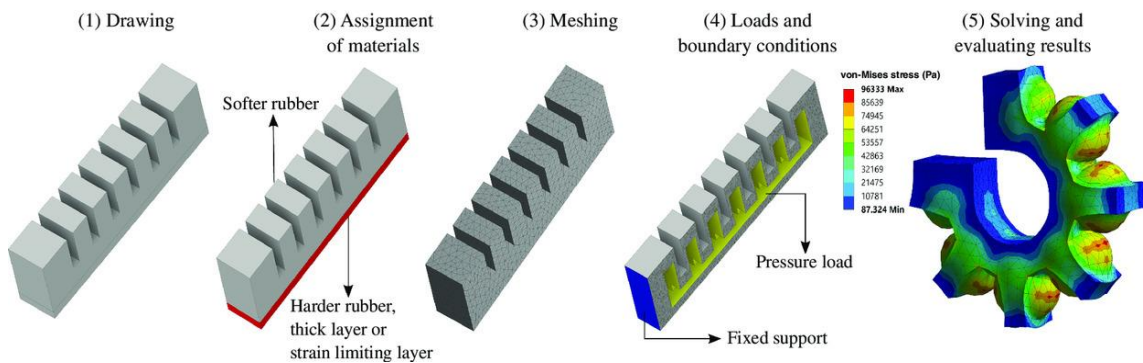 (1) Drawing
(2) Assignment
of materials
(3) Meshing
(4) Loads and
boundary conditions
(5) Solving and
evaluating results
Softer rubber
Harder rubber,
thick layer or
strain limiting layer
Pressure load
Fixed support
von-Mises stress (Pa)
96333 Max
85639
74945
64251
53557
42863
32169
21475
10781
87.324 Min